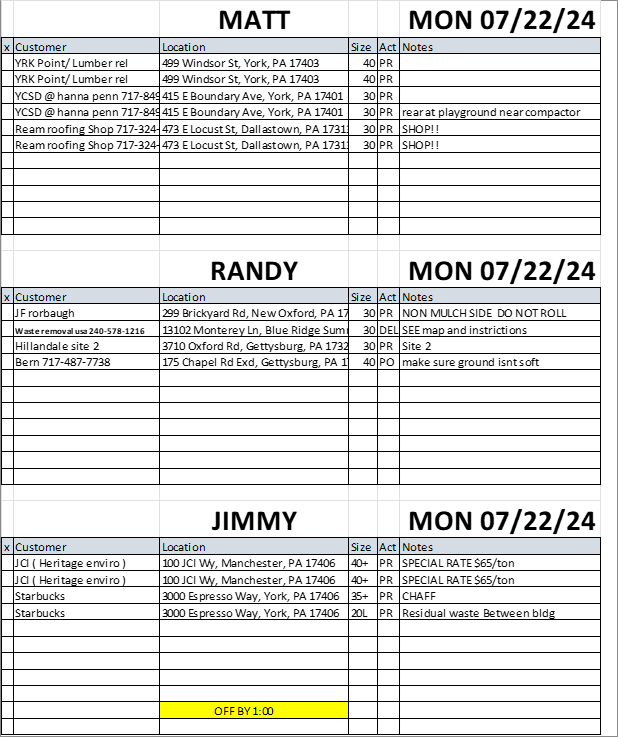 MATT MON 07/22/24
x Customer Location Size Act Notes
YRK Point/ Lumber rel 499 Windsor St, York, PA 17403 40 PR
YRK Point/ Lumber rel 499 Windsor St, York, PA 17403 40 PR
YCSD @ hanna penn 717-849 415 E Boundary Ave, York, PA 17401 30 PR
YCSD @ hanna penn 717-849 415 E Boundary Ave, York, PA 17401 30 PR rear at playground near compactor
Ream roofing Shop 717-324- 473 E Locust St, Dallastown, PA 1731 30 PR SHOP!!
Ream roofing Shop 717-324- 473 E Locust St, Dallastown, PA 1731 30 PR SHOP!!
RANDY MON 07/22/24
x Customer Location Size Act Notes
JF rorbaugh 299 Brickyard Rd, New Oxford, PA 17 30 PR NON MULCH SIDE DO NOT ROLL
Waste removal usa 240-578-1216 13102 Monterey Ln, Blue Ridge Sum 30 DEL SEE map and instrictions
Hillandale site 2 3710 Oxford Rd, Gettysburg, PA 1732 30 PR Site 2
Bern 717-487-7738 175 Chapel Rd Exd, Gettysburg, PA 1 40 PO make sure ground isnt soft
JIMMY MON 07/22/24
x Customer Location Size Act Notes
JCI ( Heritage enviro ) 100 JCI Wy, Manchester, PA 17406 40+ PR SPECIAL RATE $65/ton
JCI ( Heritage enviro ) 100 JCI Wy, Manchester, PA 17406 40+ PR SPECIAL RATE $65/ton
Starbucks 3000 Espresso Way, York, PA 17406 35+ PR CHAFF
Starbucks 3000 Espresso Way, York, PA 17406 20L PR Residual waste Between bldg
OFF BY 1:00